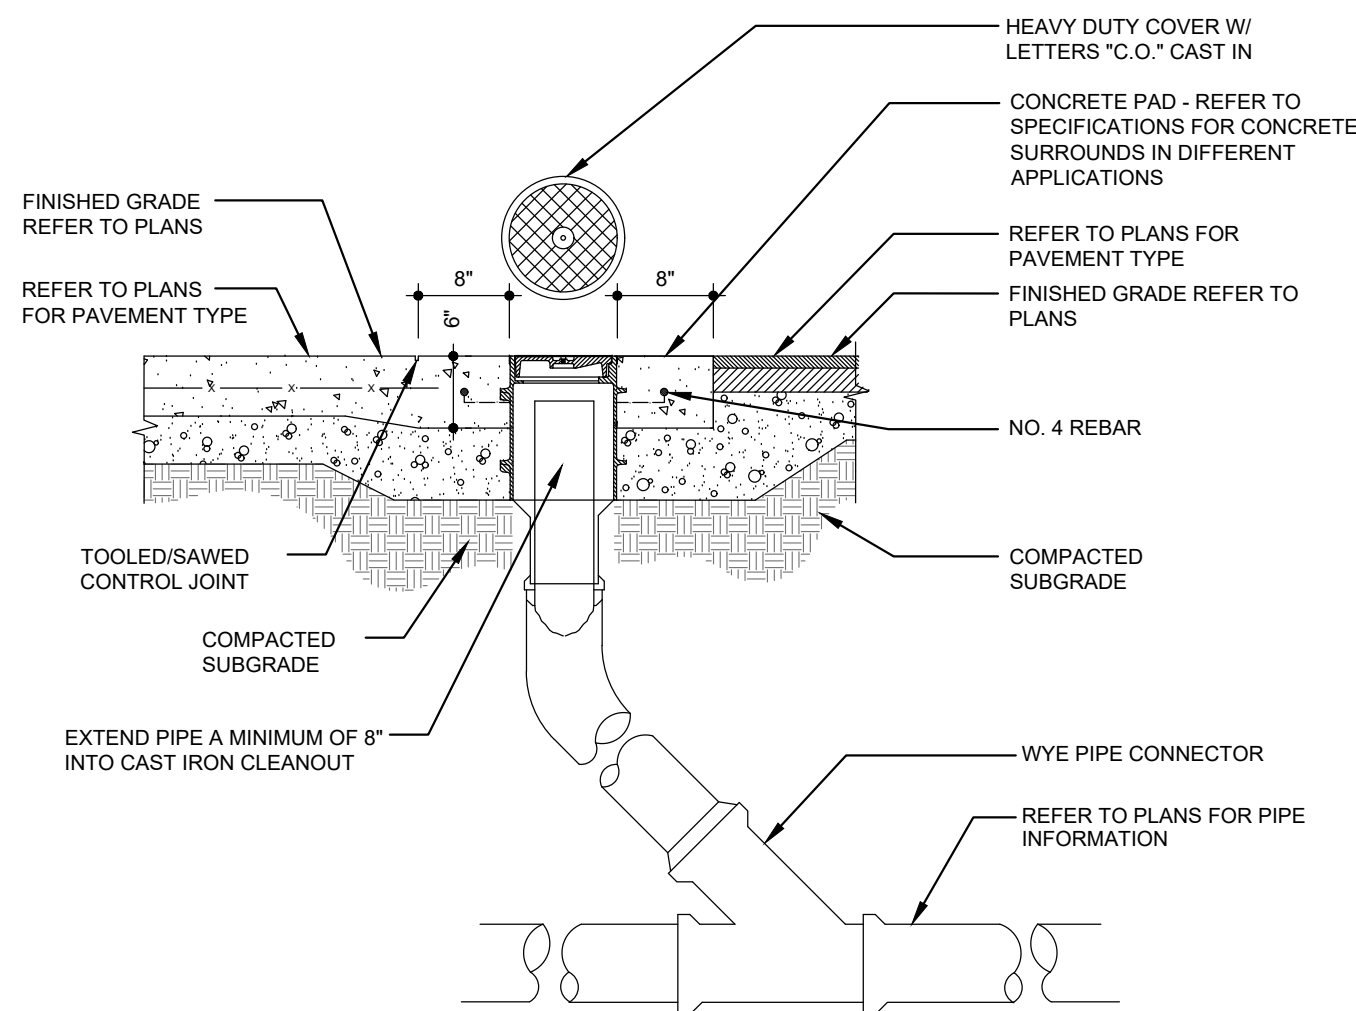 HEAVY DUTY COVER W/
LETTERS "C.O." CAST IN
CONCRETE PAD - REFER TO
SPECIFICATIONS FOR CONCRETE
SURROUNDS IN DIFFERENT
APPLICATIONS
FINISHED GRADE
REFER TO PLANS
REFER TO PLANS FOR
PAVEMENT TYPE
8"
8"
REFER TO PLANS
FOR PAVEMENT TYPE
FINISHED GRADE REFER TO
PLANS
6"
X X X
NO. 4 REBAR
TOOLED/SAWED
CONTROL JOINT
COMPACTED
SUBGRADE
COMPACTED
SUBGRADE
EXTEND PIPE A MINIMUM OF 8"
INTO CAST IRON CLEANOUT
WYE PIPE CONNECTOR
REFER TO PLANS FOR PIPE
INFORMATION